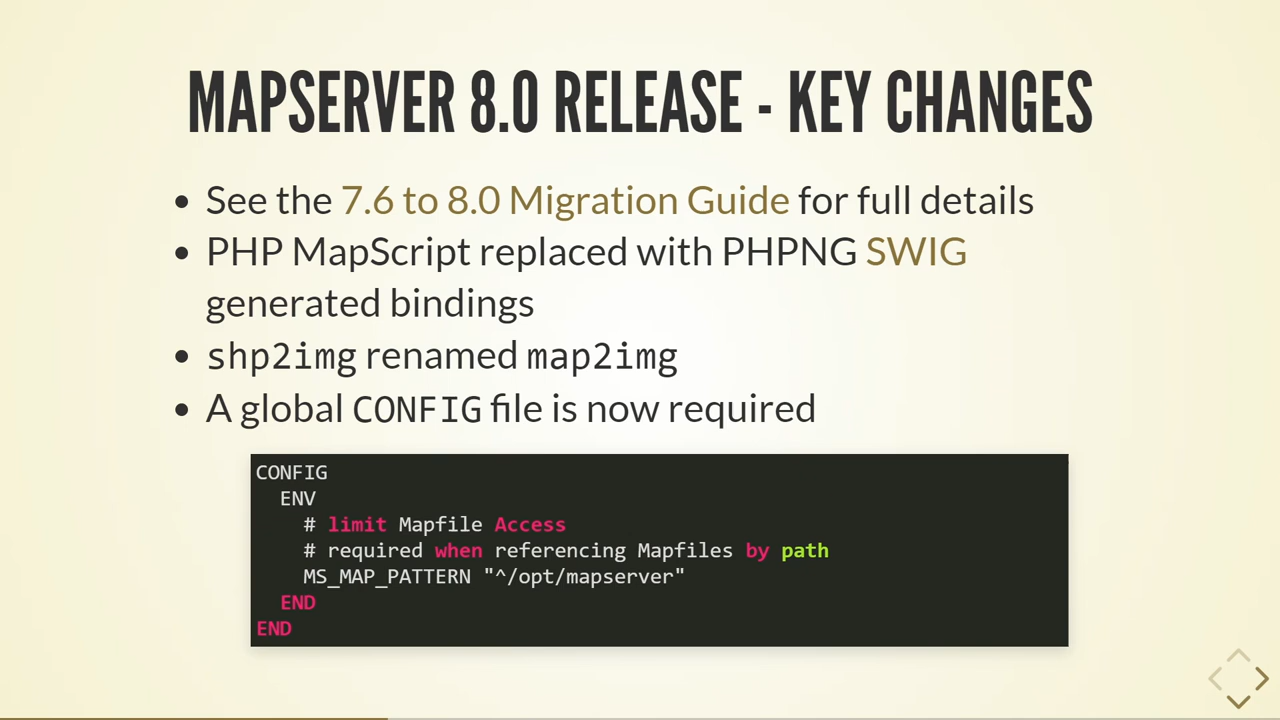 MAPSERVER 8.0 RELEASE - KEY CHANGES
• See the 7.6 to 8.0 Migration Guide for full details
• PHP MapScript replaced with PHPNG SWIG
generated bindings
• shp2img renamed map2img
• A global CONFIG file is now required
CONFIG
  ENV
    # limit Mapfile Access
    # required when referencing Mapfiles by path
    MS_MAP_PATTERN "^/opt/mapserver"
  END
END